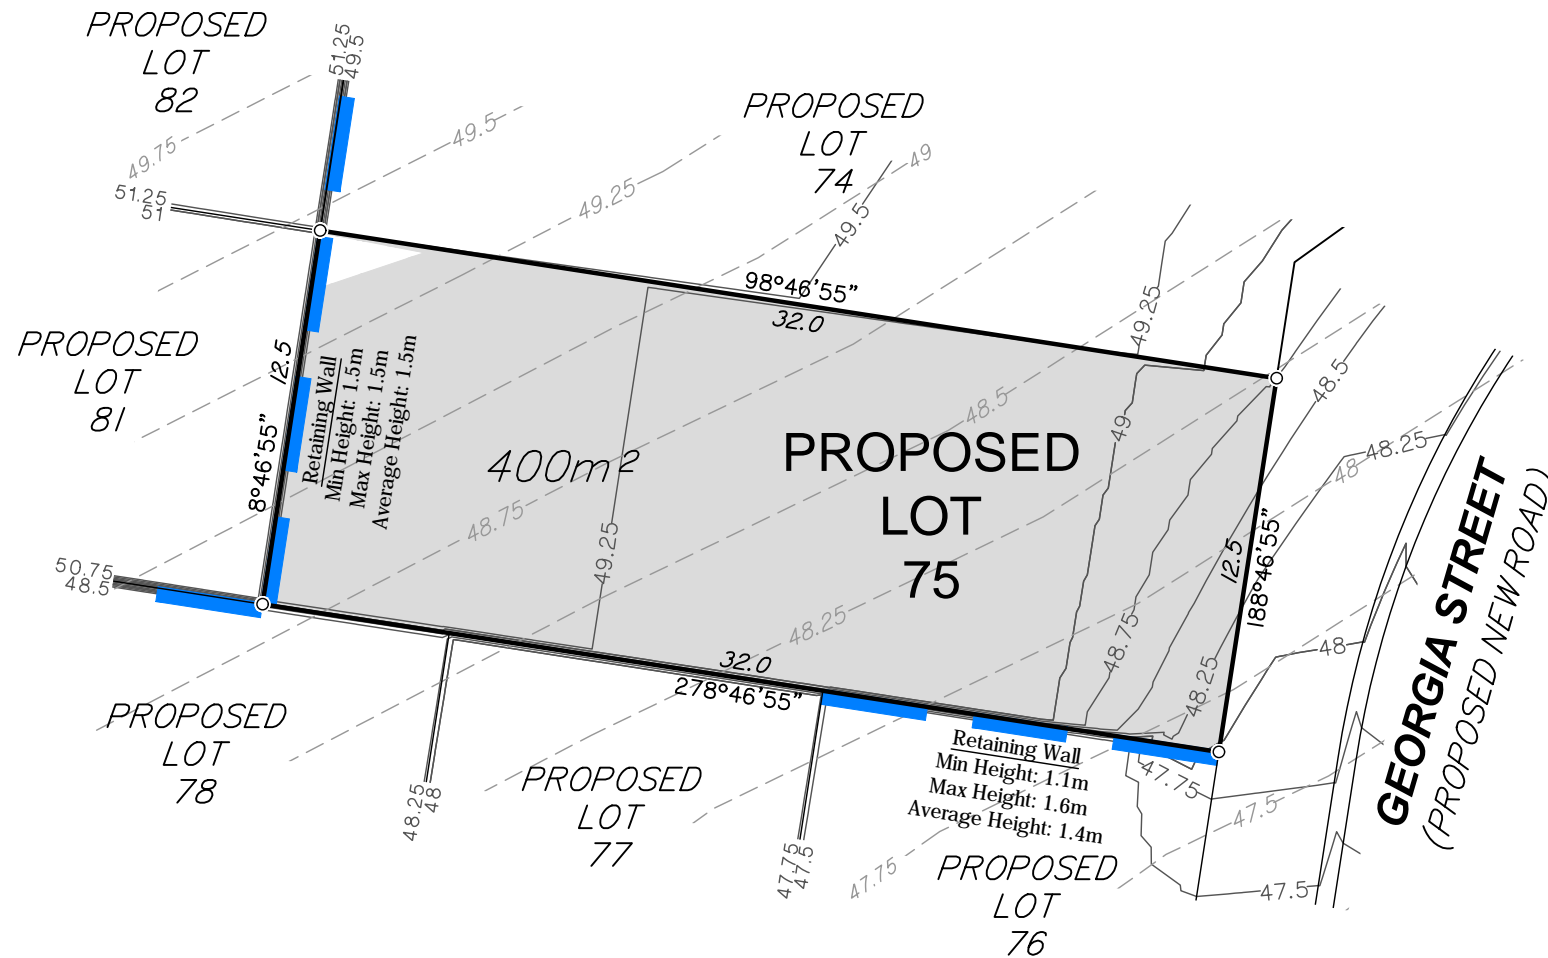 PROPOSED
LOT
82
51.25
49.5
49.75
49.5
PROPOSED
LOT
74
49
49.25
49.5
51.25
51
98°46'55"
32.0
49.25
PROPOSED
LOT
81
12.5
8°46'55"
Retaining Wall
Min Height: 1.5m
Max Height: 1.5m
Average Height: 1.5m
400m²
48.75
49.25
48.5
49
PROPOSED
LOT
75
48.5
48.25
48
12.5
188°46'55"
GEORGIA STREET
(PROPOSED NEW ROAD)
50.75
48.5
48.25
48.75
48.25
48
32.0
278°46'55"
PROPOSED
LOT
78
48.25
48
PROPOSED
LOT
77
47.75
47.5
Retaining Wall
Min Height: 1.1m
Max Height: 1.6m
Average Height: 1.4m
47.75
47.5
47.75
PROPOSED
LOT
76
47.5